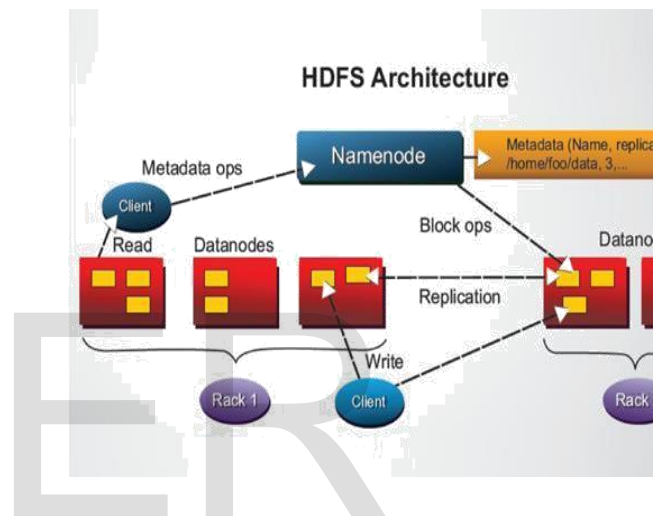 HDFS Architecture
Namenode
Metadata (Name, replica
/home/foo/data, 3,...
Metadata ops
Client
Block ops
Read
Datanodes
Datano
Replication
Write
Rack 1
Client
Rack
ER